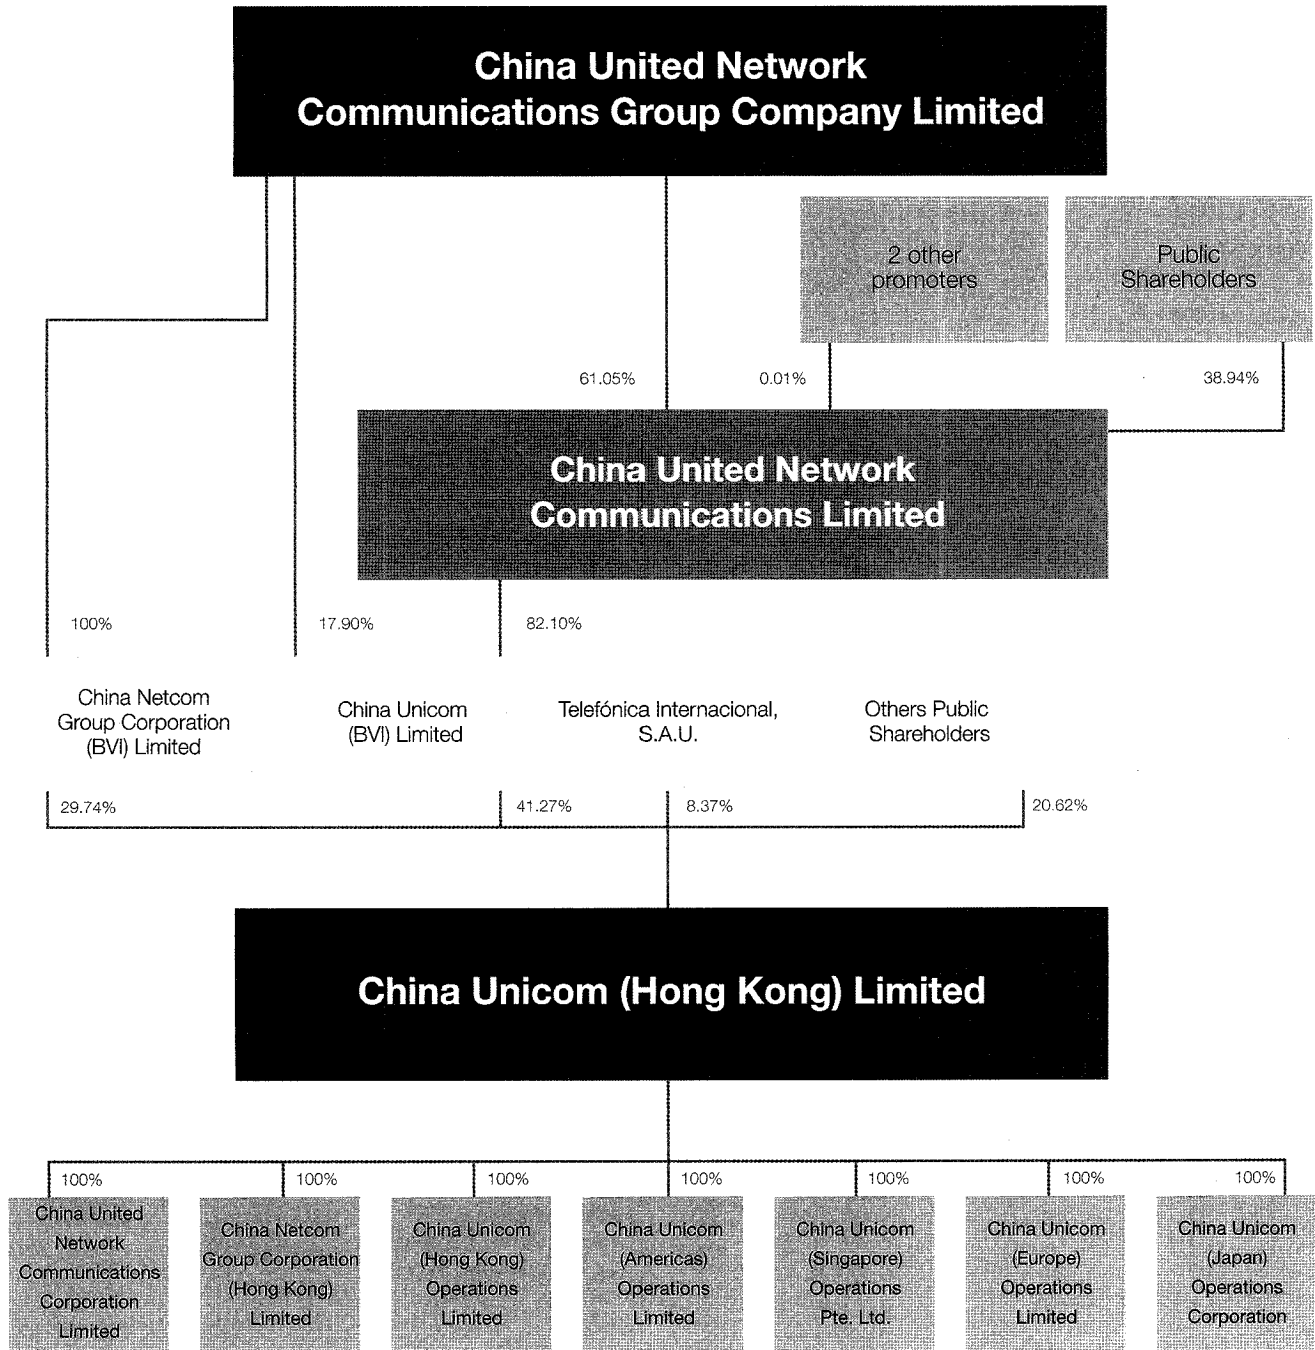 China United Network
Communications Group Company Limited
2 other
promoters
Public
Shareholders
61.05%
0.01%
38.94%
China United Network
Communications Limited
100%
17.90%
82.10%
China Netcom
Group Corporation
(BVI) Limited
China Unicom
(BVI) Limited
Telefónica Internacional,
S.A.U.
Others Public
Shareholders
29.74%
41.27%
8.37%
20.62%
China Unicom (Hong Kong) Limited
100%
100%
100%
100%
100%
100%
100%
China United
Network
Communications
Corporation
Limited
China Netcom
Group Corporation
(Hong Kong)
Limited
China Unicom
(Hong Kong)
Operations
Limited
China Unicom
(Americas)
Operations
Limited
China Unicom
(Singapore)
Operations
Pte. Ltd.
China Unicom
(Europe)
Operations
Limited
China Unicom
(Japan)
Operations
Corporation